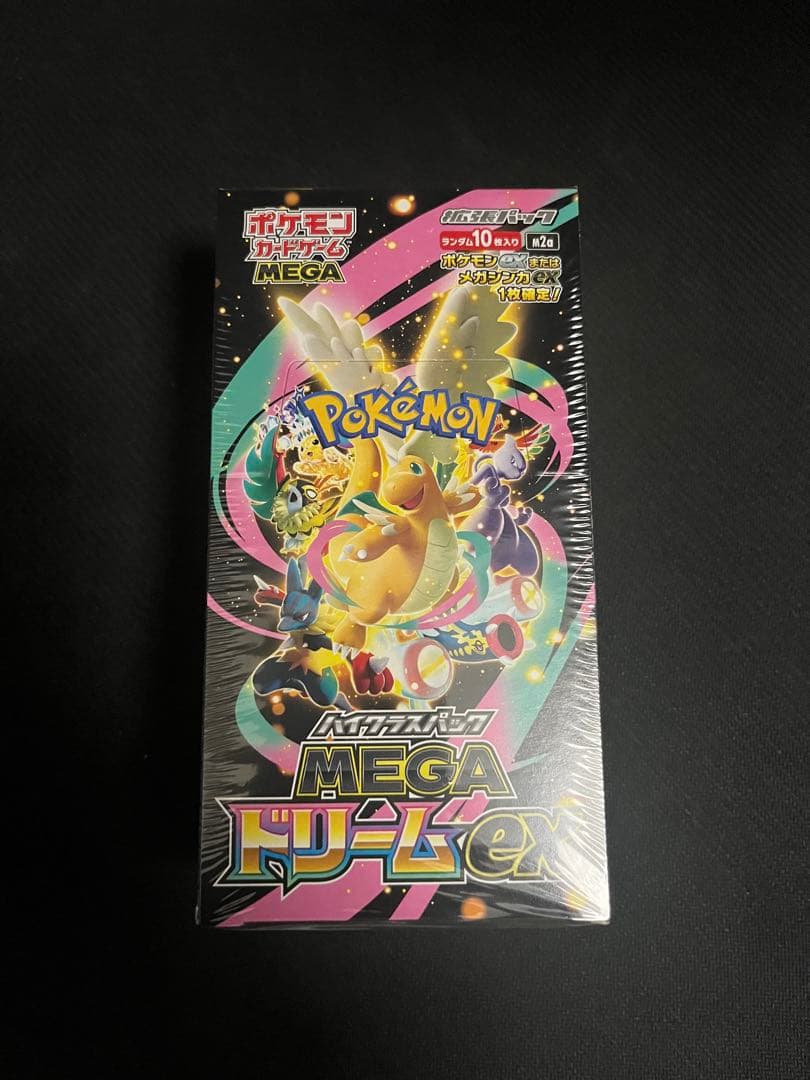 ポケモン
カードゲーム
MEGA
拡張パック
ランダム10枚入り M2a
ポケモンexまたは
メガシンカex
1枚確定!
POKéMON
ハイクラスパック
MEGA
ドリームex